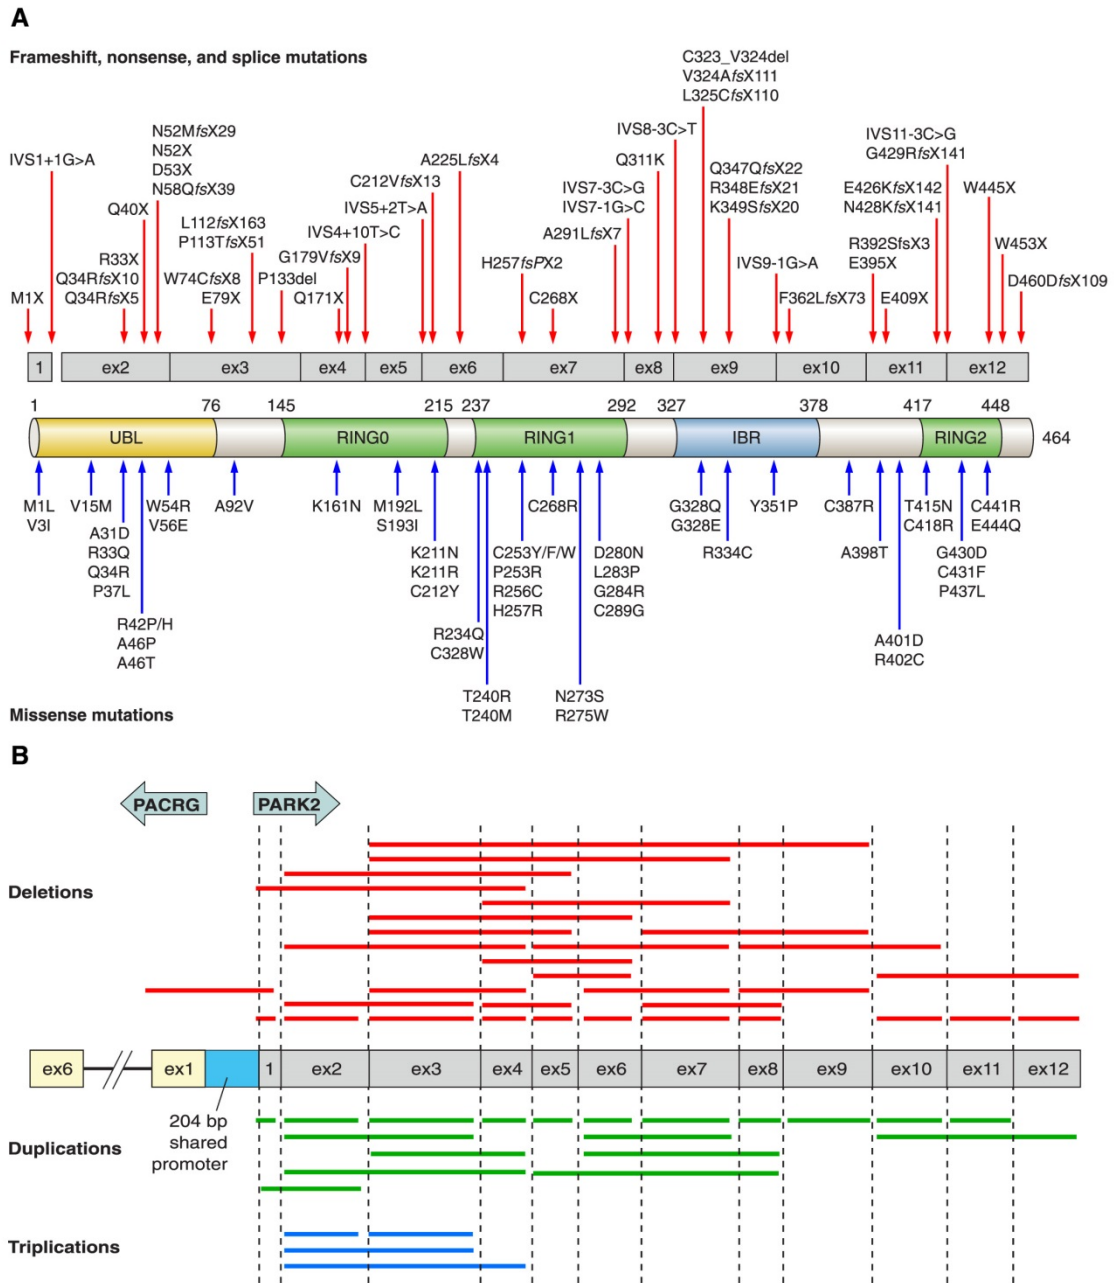 A
Frameshift, nonsense, and splice mutations
C323_V324del
V324AfsX111
L325CfsX110
IVS1+1G>A
N52MfsX29
N52X
D53X
N58QfsX39
IVS8-3C>T
IVS11-3C>G
G429RfsX141
A225LfsX4
Q311K
C212VfsX13
Q347QfsX22
R348EfsX21
K349SfsX20
IVS7-3C>G
IVS7-1G>C
E426KfsX142
N428KfsX141
W445X
Q40X
L112fsX163
P113TfsX51
IVS5+2T>A
IVS4+10T>C
A291LfsX7
R392SfsX3
E395X
W453X
R33X
Q34RfsX10
Q34RfsX5
G179VfsX9
H257fsPX2
IVS9-1G>A
W74CfsX8
E79X
P133del
D460DfsX109
M1X
Q171X
C268X
F362LfsX73
E409X
1 ex2 ex3 ex4 ex5 ex6 ex7 ex8 ex9 ex10 ex11 ex12
1 76 145 215 237 292 327 378 417 448
UBL RING0 RING1 IBR RING2 464
M1L
V3I
V15M
W54R
V56E
A92V
K161N
M192L
S193I
C268R
G328Q
G328E
Y351P
C387R
T415N
C418R
C441R
E444Q
A31D
R33Q
Q34R
P37L
K211N
K211R
C212Y
C253Y/F/W
P253R
R256C
H257R
D280N
L283P
G284R
C289G
R334C
A398T
G430D
C431F
P437L
R42P/H
A46P
A46T
R234Q
C328W
A401D
R402C
T240R
T240M
N273S
R275W
Missense mutations
B
PACRG PARK2
Deletions
ex6 ex1 1 ex2 ex3 ex4 ex5 ex6 ex7 ex8 ex9 ex10 ex11 ex12
204 bp
shared
promoter
Duplications
Triplications